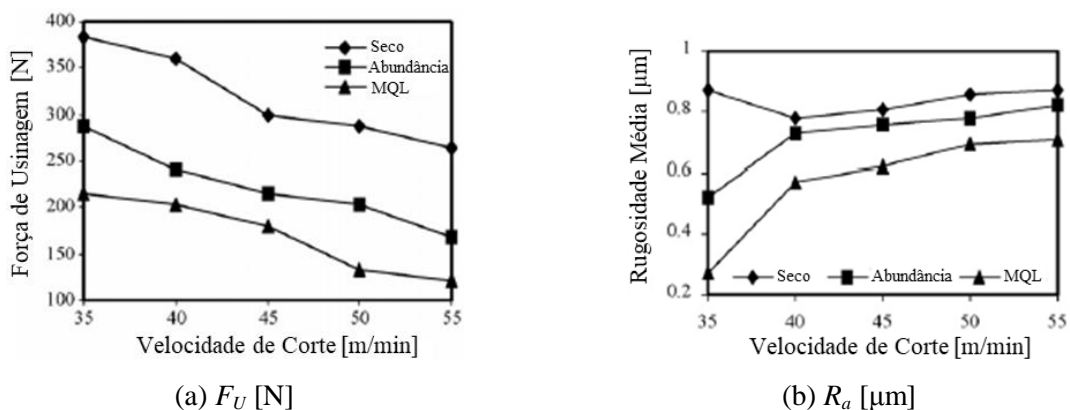 400
350
300
250
200
150
100
Força de Usinagem [N]
Seco
Abundância
MQL
35 40 45 50 55
Velocidade de Corte [m/min]
(a) F_U [N]
1
0.8
0.6
0.4
0.2
Rugosidade Média [μm]
Seco Abundância MQL
35 40 45 50 55
Velocidade de Corte [m/min]
(b) R_a [μm]